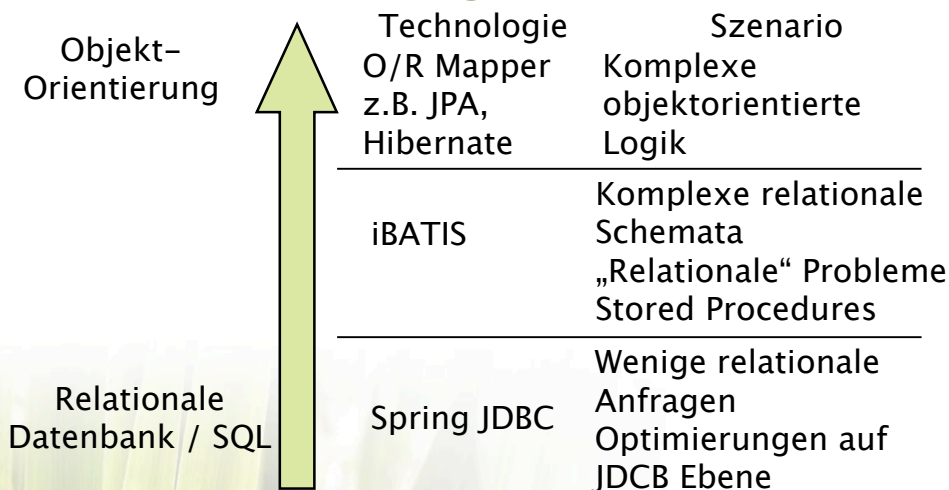 Technologie Szenario
Objekt-
Orientierung
O/R Mapper
z.B. JPA,
Hibernate
Komplexe
objektorientierte
Logik
iBATIS
Komplexe relationale
Schemata
„Relationale“ Probleme
Stored Procedures
Relationale
Datenbank / SQL
Spring JDBC
Wenige relationale
Anfragen
Optimierungen auf
JDCB Ebene